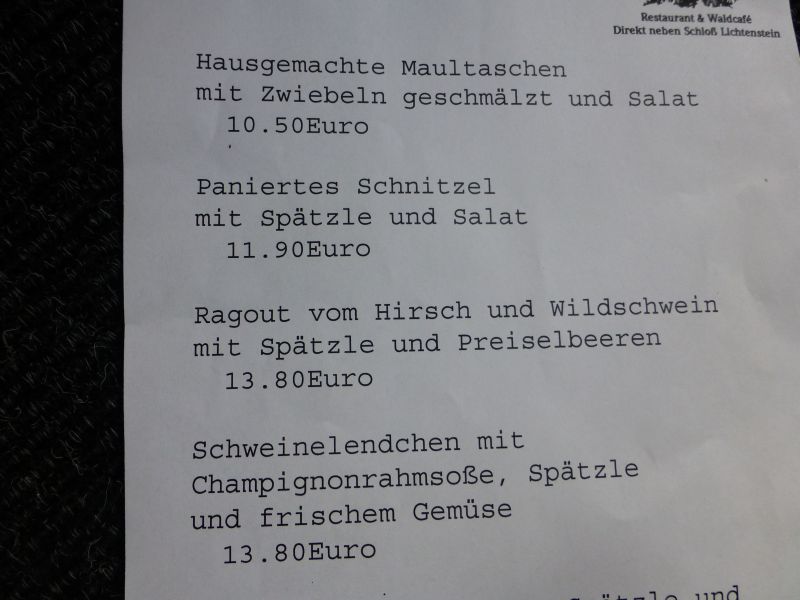 Restaurant & Waldcafé
Direkt neben Schloß Lichtenstein
Hausgemachte Maultaschen
mit Zwiebeln geschmälzt und Salat
10.50Euro
Paniertes Schnitzel
mit Spätzle und Salat
11.90Euro
Ragout vom Hirsch und Wildschwein
mit Spätzle und Preiselbeeren
13.80Euro
Schweinelendchen mit
Champignonrahmsoße, Spätzle
und frischem Gemüse
13.80Euro
Spätzle und